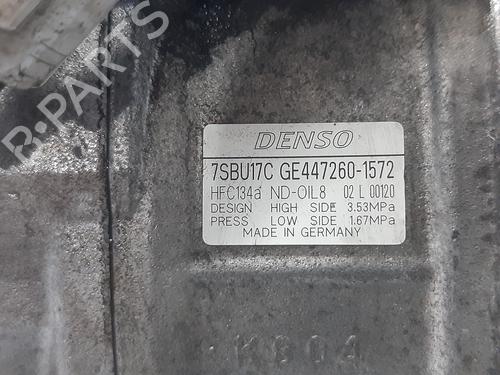 B-PARTS
DENSO
7SBU17C GE447260-1572
HFC134a ND-OIL8 02 L 00120
DESIGN HIGH SIDE 3.53MPa
PRESS LOW SIDE 1.67MPa
MADE IN GERMANY
K804